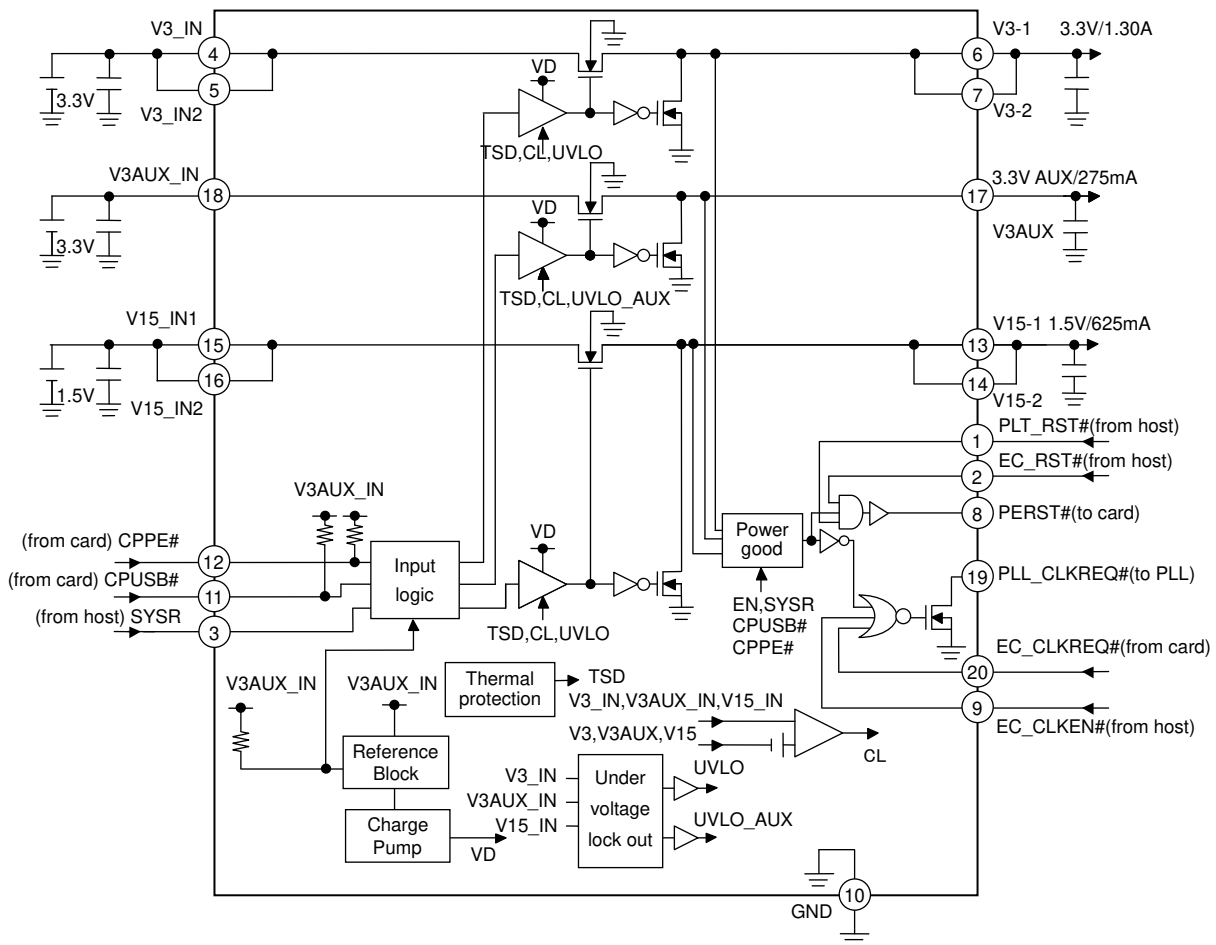 V3_IN
4
5
3.3V
V3_IN2
VD
TSD,CL,UVLO
V3-1 3.3V/1.30A
6
7
V3-2
V3AUX_IN
18
3.3V
VD
TSD,CL,UVLO_AUX
3.3V AUX/275mA
17
V3AUX
V15_IN1
15
16
1.5V
V15_IN2
V15-1 1.5V/625mA
13
14
V15-2
PLT_RST#(from host)
1
EC_RST#(from host)
2
8
PERST#(to card)
V3AUX_IN
(from card) CPPE#
12
(from card) CPUSB#
11
(from host) SYSR
3
Input
logic
VD
TSD,CL,UVLO
Power
good
EN,SYSR
CPUSB#
CPPE#
19
PLL_CLKREQ#(to PLL)
EC_CLKREQ#(from card)
20
9
EC_CLKEN#(from host)
V3AUX_IN
V3AUX_IN
Thermal
protection
TSD
V3_IN,V3AUX_IN,V15_IN
V3,V3AUX,V15
CL
Reference
Block
Charge
Pump
VD
V3_IN
V3AUX_IN
V15_IN
Under
voltage
lock out
UVLO
UVLO_AUX
GND
10